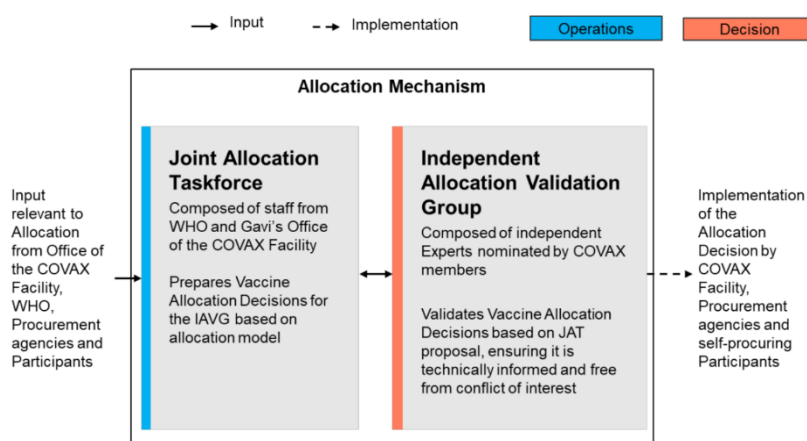 Input
Implementation
Operations
Decision
Allocation Mechanism
Input
relevant to
Allocation
from Office of
the COVAX
Facility,
WHO,
Procurement
agencies and
Participants
Joint Allocation
Taskforce
Composed of staff from
WHO and Gavi's Office
of the COVAX Facility
Prepares Vaccine
Allocation Decisions for
the IAVG based on
allocation model
Independent
Allocation Validation
Group
Composed of independent
Experts nominated by COVAX
members
Validates Vaccine Allocation
Decisions based on JAT
proposal, ensuring it is
technically informed and free
from conflict of interest
Implementation
of the
Allocation
Decision by
COVAX
Facility,
Procurement
agencies and
self-procuring
Participants